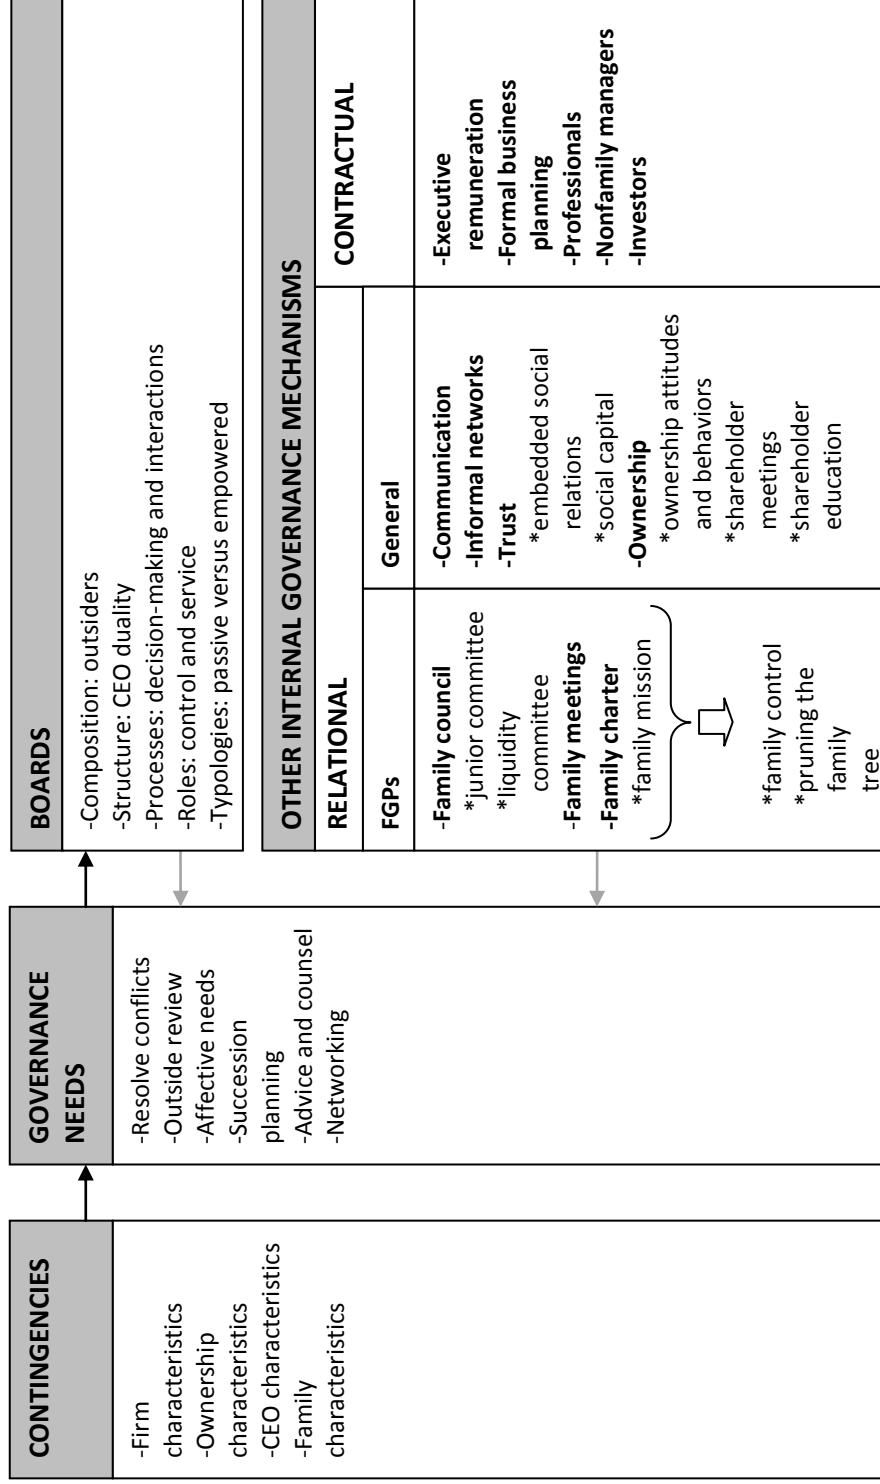 CONTINGENCIES
-Firm
characteristics
-Ownership
characteristics
-CEO characteristics
-Family
characteristics
GOVERNANCE
NEEDS
-Resolve conflicts
-Outside review
-Affective needs
-Succession
planning
-Advice and counsel
-Networking
BOARDS
-Composition: outsiders
-Structure: CEO duality
-Processes: decision-making and interactions
-Roles: control and service
-Typologies: passive versus empowered
OTHER INTERNAL GOVERNANCE MECHANISMS
RELATIONAL
FGPs
-Family council
*junior committee
*liquidity
committee
-Family meetings
-Family charter
*family mission
*family control
*pruning the
family
tree
General
-Communication
-Informal networks
-Trust
*embedded social
relations
*social capital
-Ownership
*ownership attitudes
and behaviors
*shareholder
meetings
*shareholder
education
CONTRACTUAL
-Executive
remuneration
-Formal business
planning
-Professionals
-Nonfamily managers
-Investors